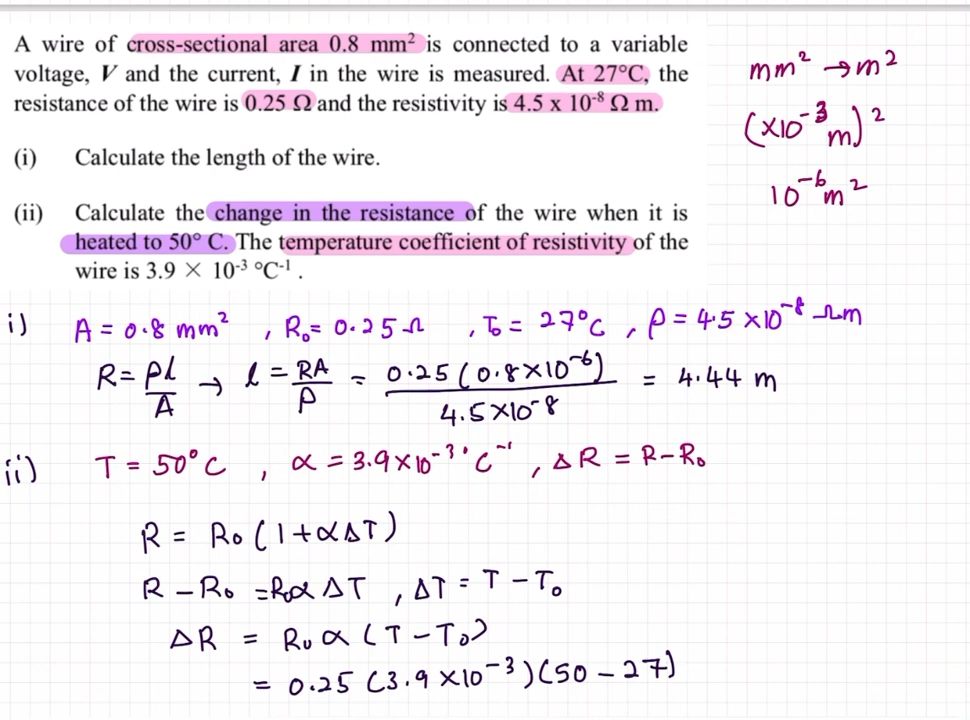 A wire of cross-sectional area 0.8 mm² is connected to a variable
voltage, V and the current, I in the wire is measured. At 27°C, the
resistance of the wire is 0.25 Ω and the resistivity is 4.5 x 10⁻⁸ Ω m.
(i) Calculate the length of the wire.
(ii) Calculate the change in the resistance of the wire when it is
heated to 50° C. The temperature coefficient of resistivity of the
wire is 3.9 × 10⁻³ °C⁻¹ .
mm² → m²
(×10⁻³ m)²
10⁻⁶ m²
i) A = 0.8 mm² , R₀ = 0.25 Ω , T₀ = 27°C , ρ = 4.5 ×10⁻⁸ Ωm
R = ρl/A → l = RA/ρ = 0.25 (0.8×10⁻⁶)/4.5×10⁻⁸ = 4.44 m
ii) T = 50°C , α = 3.9×10⁻³ °C⁻¹ , ΔR = R − R₀
R = R₀ (1 + αΔT)
R − R₀ = R₀α ΔT , ΔT = T − T₀
ΔR = R₀ α (T − T₀)
= 0.25 (3.9 ×10⁻³)(50 − 27)